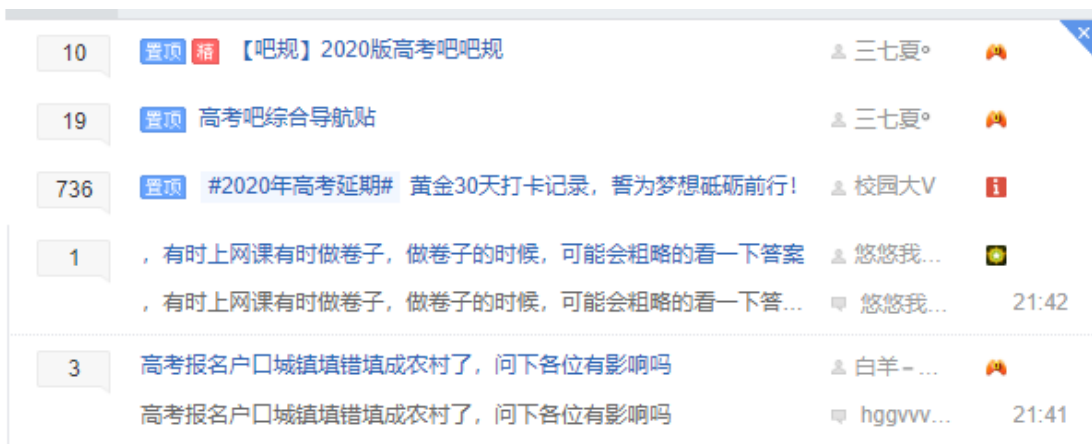 10 置顶 精 【吧规】2020版高考吧吧规 三七夏°
19 置顶 高考吧综合导航贴 三七夏°
736 置顶 #2020年高考延期# 黄金30天打卡记录，誓为梦想砥砺前行！ 校园大V
1 ，有时上网课有时做卷子，做卷子的时候，可能会粗略的看一下答案 悠悠我...
，有时上网课有时做卷子，做卷子的时候，可能会粗略的看一下答... 悠悠我... 21:42
3 高考报名户口城镇填错填成农村了，问下各位有影响吗 白羊－...
高考报名户口城镇填错填成农村了，问下各位有影响吗 hggvvv... 21:41